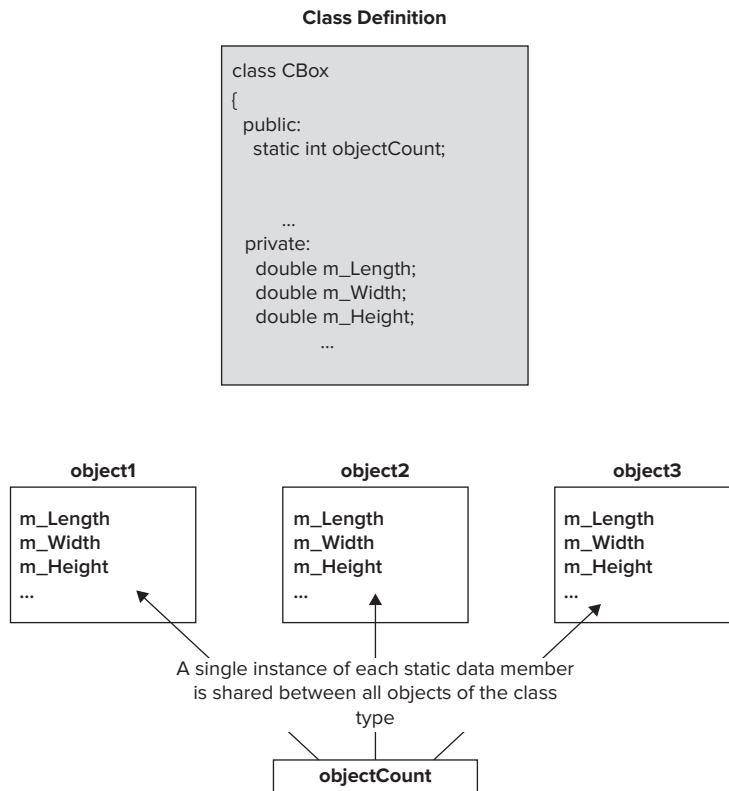 Class Definition
class CBox
{
public:
static int objectCount;
...
private:
double m_Length;
double m_Width;
double m_Height;
...
object1
object2
object3
m_Length
m_Width
m_Height
...
m_Length
m_Width
m_Height
...
m_Length
m_Width
m_Height
...
A single instance of each static data member
is shared between all objects of the class
type
objectCount